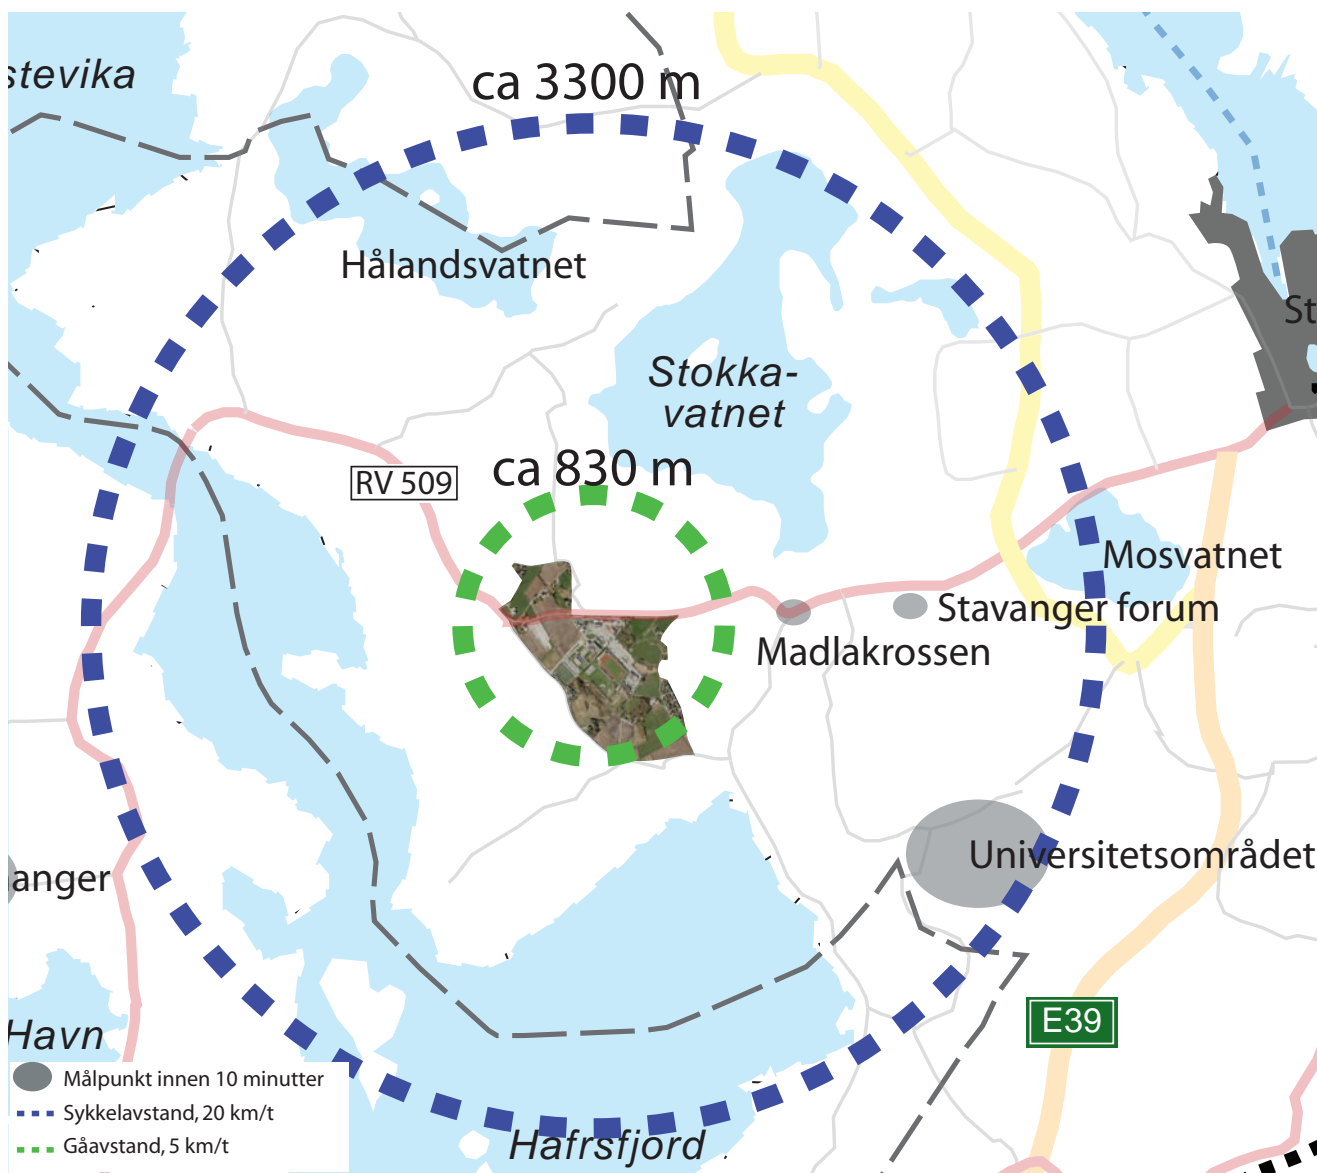 stevika
ca 3300 m
Hålandsvatnet
St
Stokka-
vatnet
ca 830 m
RV 509
Mosvatnet
Stavanger forum
Madlakrossen
Universitetsområdet
anger
E39
Havn
Målpunkt innen 10 minutter
Sykkelavstand, 20 km/t
Gåavstand, 5 km/t
Hafrsfjord